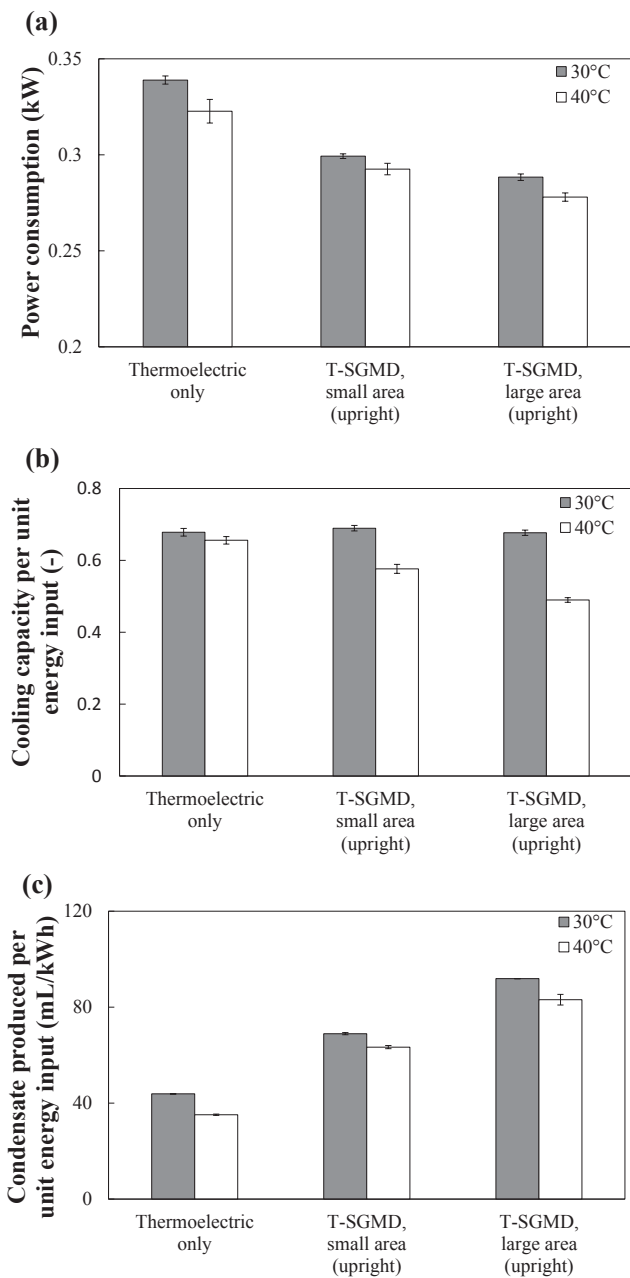 (a)
Power consumption (kW)
0.35
0.3
0.25
0.2
30°C
40°C
Thermoelectric
only
T-SGMD,
small area
(upright)
T-SGMD,
large area
(upright)
(b)
Cooling capacity per unit
energy input (-)
0.8
0.6
0.4
0.2
0
30°C
40°C
Thermoelectric
only
T-SGMD,
small area
(upright)
T-SGMD,
large area
(upright)
(c)
Condensate produced per
unit energy input (mL/kWh)
120
80
40
0
30°C
40°C
Thermoelectric
only
T-SGMD,
small area
(upright)
T-SGMD,
large area
(upright)